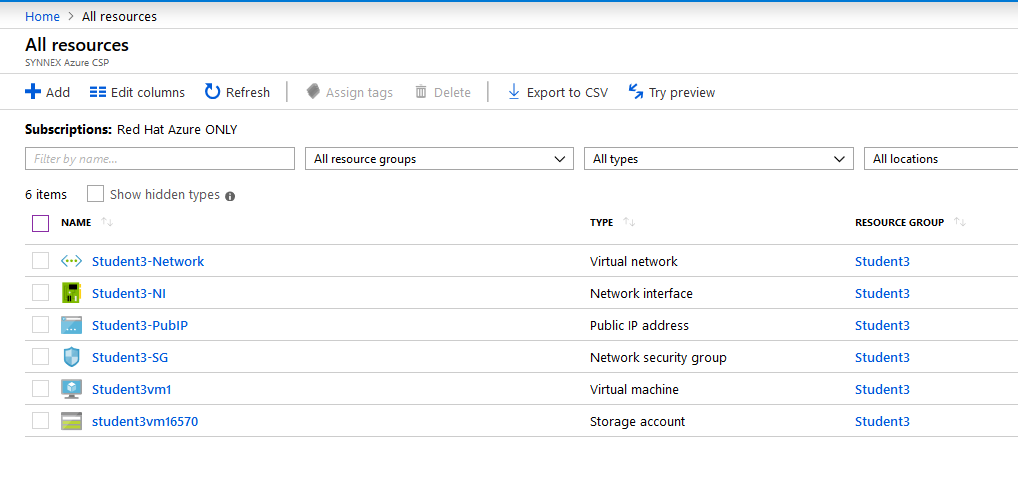 Home > All resources
All resources
SYNNEX Azure CSP
Add Edit columns Refresh Assign tags Delete Export to CSV Try preview
Subscriptions: Red Hat Azure ONLY
Filter by name... All resource groups All types All locations
6 items Show hidden types
NAME TYPE RESOURCE GROUP
Student3-Network Virtual network Student3
Student3-NI Network interface Student3
Student3-PubIP Public IP address Student3
Student3-SG Network security group Student3
Student3vm1 Virtual machine Student3
student3vm16570 Storage account Student3